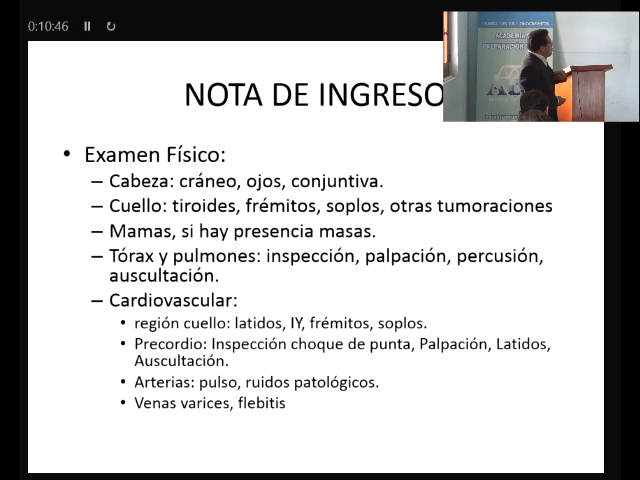 0:10:46
NOTA DE INGRESO
• Examen Físico:
– Cabeza: cráneo, ojos, conjuntiva.
– Cuello: tiroides, frémitos, soplos, otras tumoraciones
– Mamas, si hay presencia masas.
– Tórax y pulmones: inspección, palpación, percusión,
auscultación.
– Cardiovascular:
• región cuello: latidos, IY, frémitos, soplos.
• Precordio: Inspección choque de punta, Palpación, Latidos,
Auscultación.
• Arterias: pulso, ruidos patológicos.
• Venas varices, flebitis
ACADEMIA
PREPARACION